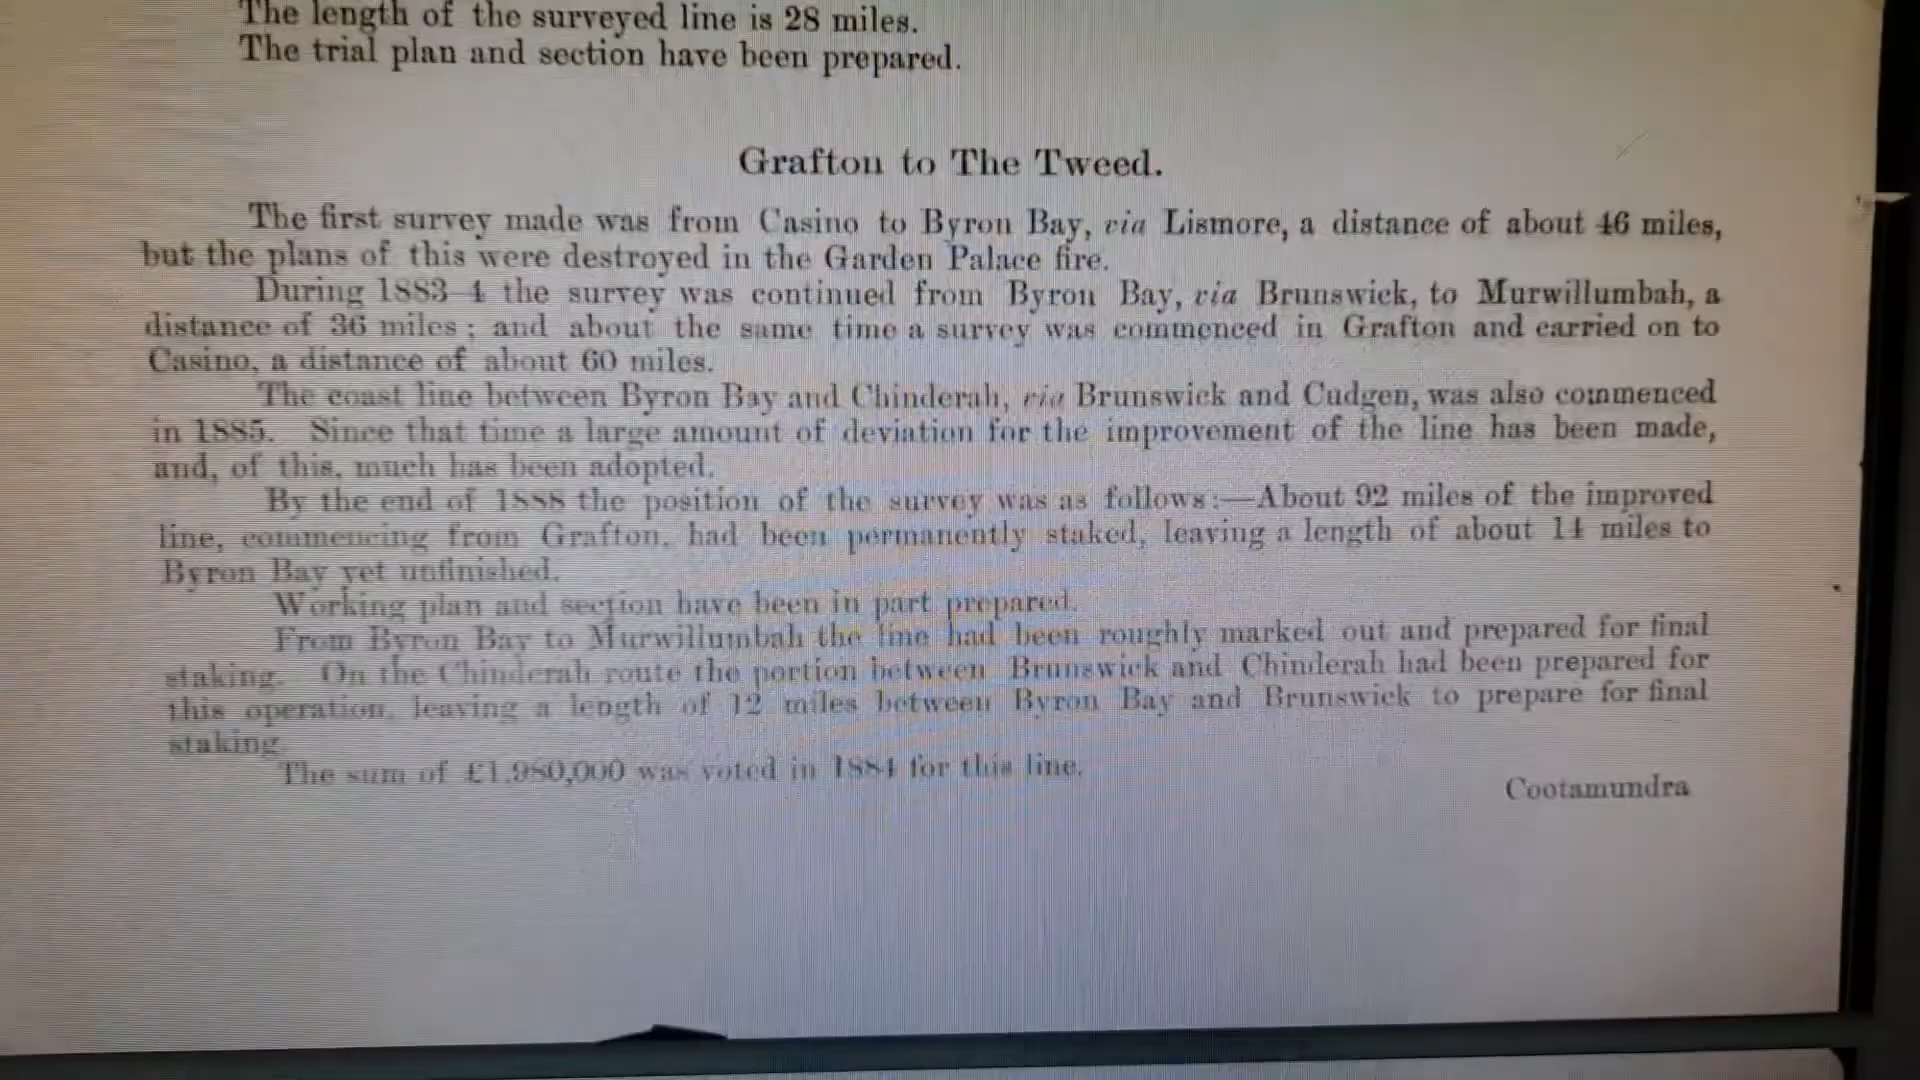 The length of the surveyed line is 28 miles.
The trial plan and section have been prepared.
Grafton to The Tweed.
The first survey made was from Casino to Byron Bay, via Lismore, a distance of about 46 miles,
but the plans of this were destroyed in the Garden Palace fire.
During 1883-4 the survey was continued from Byron Bay, via Brunswick, to Murwillumbah, a
distance of 36 miles; and about the same time a survey was commenced in Grafton and carried on to
Casino, a distance of about 60 miles.
The coast line between Byron Bay and Chinderah, via Brunswick and Cudgen, was also commenced
in 1885. Since that time a large amount of deviation for the improvement of the line has been made,
and, of this, much has been adopted.
By the end of 1888 the position of the survey was as follows:—About 92 miles of the improved
line, commencing from Grafton, had been permanently staked, leaving a length of about 14 miles to
Byron Bay yet unfinished.
Working plan and section have been in part prepared.
From Byron Bay to Murwillumbah the line had been roughly marked out and prepared for final
staking. On the Chinderah route the portion between Brunswick and Chinderah had been prepared for
this operation, leaving a length of 12 miles between Byron Bay and Brunswick to prepare for final
staking.
The sum of £1,980,000 was voted in 1884 for this line.
Cootamundra